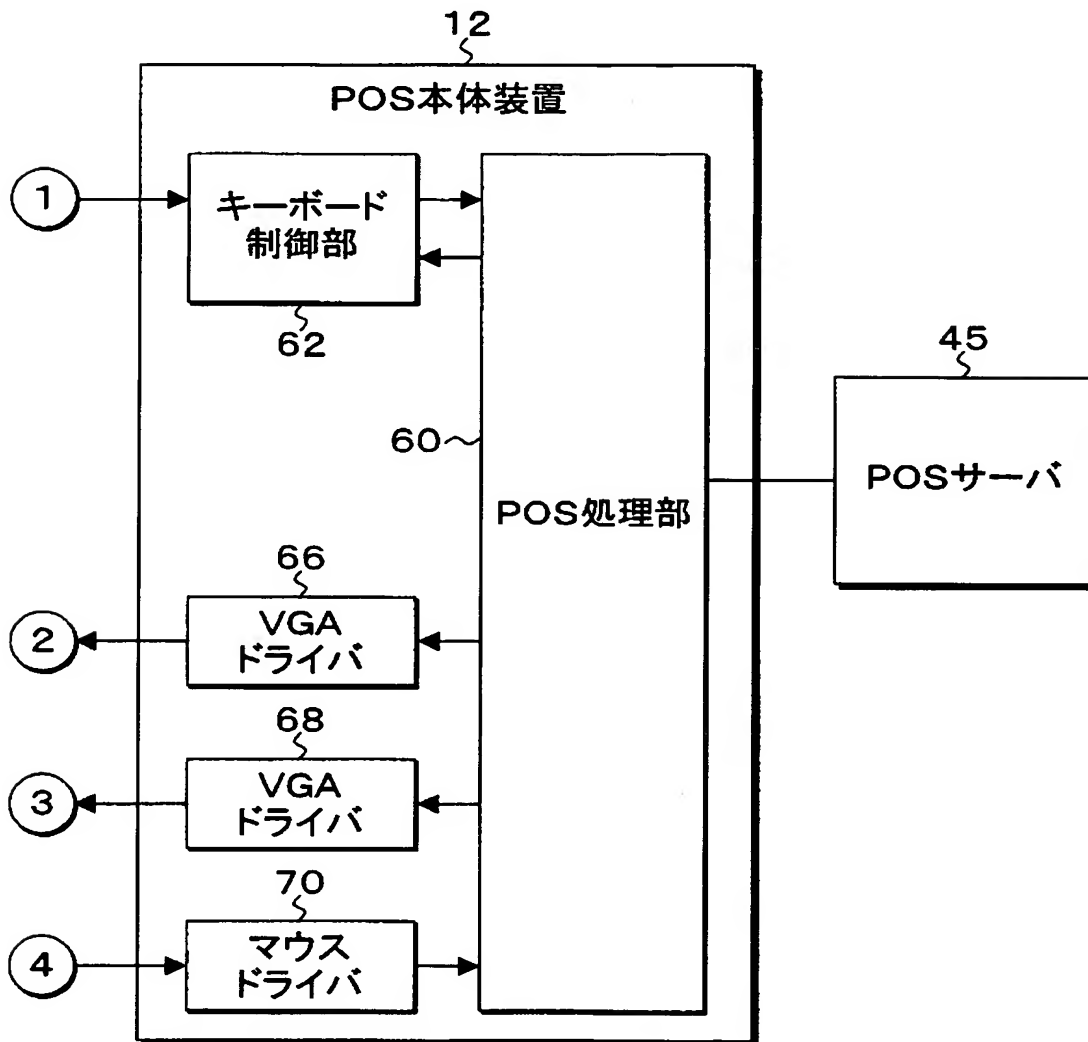 12
POS本体装置
1
キーボード
制御部
62
45
60
POS処理部
POSサーバ
66
2
VGA
ドライバ
68
3
VGA
ドライバ
70
4
マウス
ドライバ